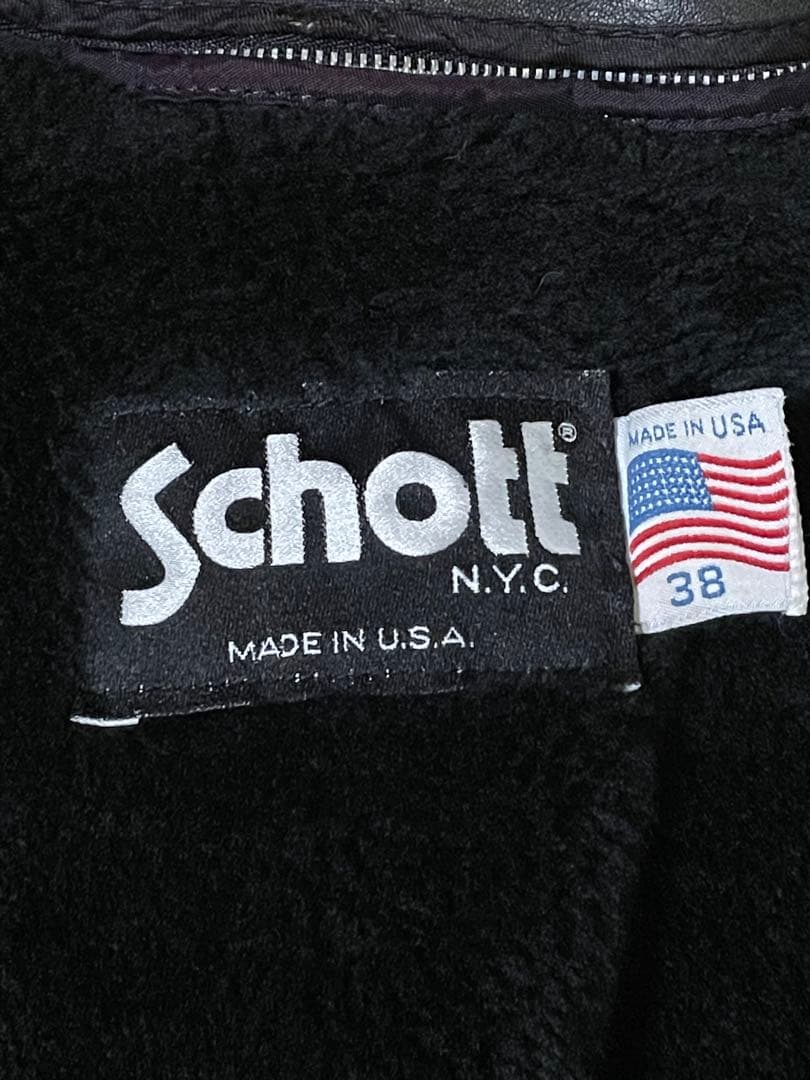 Schott®
N.Y.C.
MADE IN U.S.A.
MADE IN USA
38